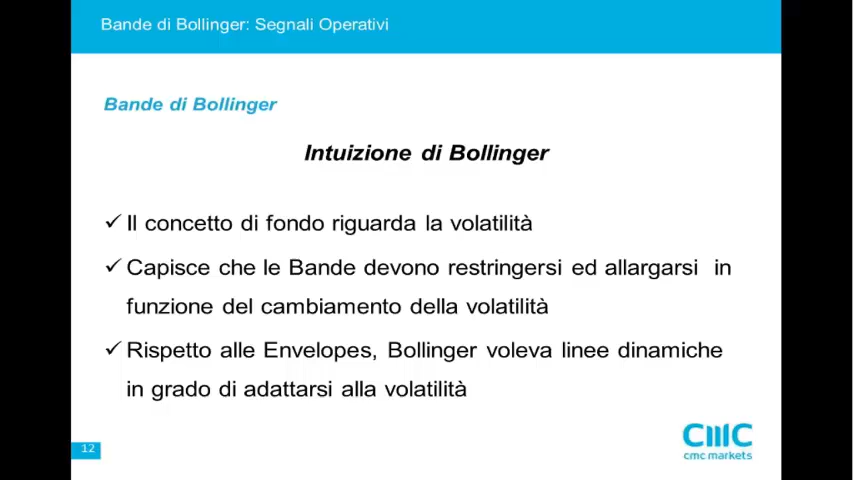 Bande di Bollinger: Segnali Operativi
Bande di Bollinger
Intuizione di Bollinger
✓ Il concetto di fondo riguarda la volatilità
✓ Capisce che le Bande devono restringersi ed allargarsi in
funzione del cambiamento della volatilità
✓ Rispetto alle Envelopes, Bollinger voleva linee dinamiche
in grado di adattarsi alla volatilità
CMC
cmc markets
12